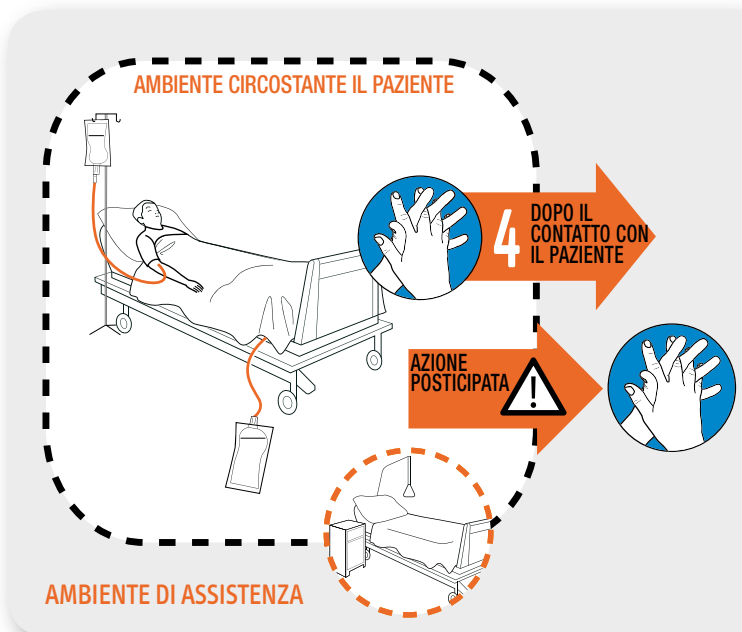 AMBIENTE CIRCOSTANTE IL PAZIENTE
4
DOPO IL
CONTATTO CON
IL PAZIENTE
AZIONE
POSTICIPATA
!
AMBIENTE DI ASSISTENZA